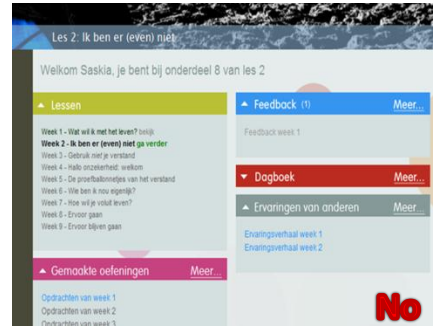 Les 2: Ik ben er (even) niet
Welkom Saskia, je bent bij onderdeel 8 van les 2
Lessen
Week 1 - Wat wil ik met het leven? bekijk
Week 2 - Ik ben er (even) niet ga verder
Week 3 - Gebruik niet je verstand
Week 4 - Hallo onzekerheid, welkom
Week 5 - De proefballonnetjes van het verstand
Week 6 - Wie ben ik nou eigenlijk?
Week 7 - Hoe wil je voluit leven?
Week 8 - Ervoor gaan
Week 9 - Ervoor blijven gaan
Gemaakte oefeningen Meer...
Opdrachten van week 1
Opdrachten van week 2
Opdrachten van week 3
Feedback (1) Meer...
Feedback week 1
Dagboek Meer...
Ervaringen van anderen Meer...
Ervaringsverhaal week 1
Ervaringsverhaal week 2
No